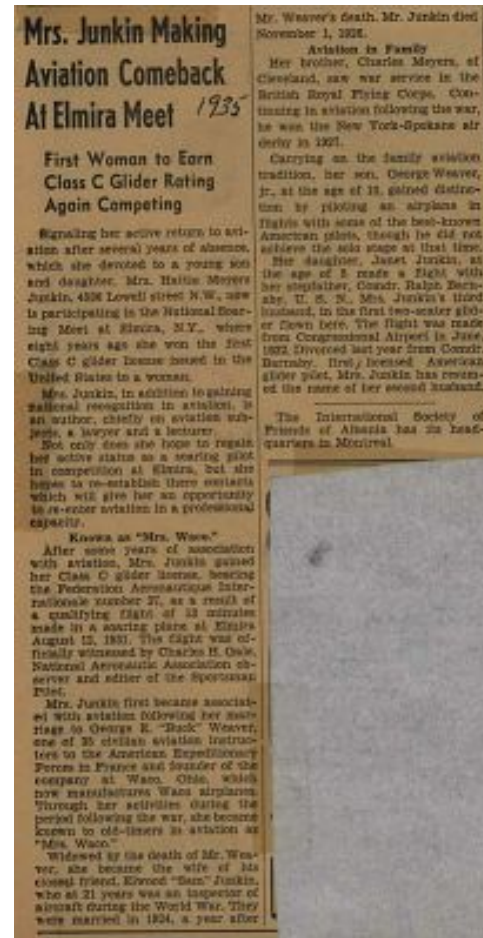 Mrs. Junkin Making
Aviation Comeback
At Elmira Meet
1935
First Woman to Earn
Class C Glider Rating
Again Competing
Signaling her active return to avi-
ation after several years of absence,
which she devoted to a young son
and daughter, Mrs. Hattie Meyers
Junkin, Lowell street N.W., now
is participating in the National Soar-
ing Meet at Elmira, N.Y., where
eight years ago she won the first
Class C glider license issued in the
United States to a woman.
Mrs. Junkin, in addition to gaining
national recognition in aviation, is
an author, chiefly on aviation sub-
jects, a lawyer and a lecturer.
Not only does she hope to regain
her active status as a soaring pilot
in competition at Elmira, but she
hopes to re-establish there contacts
which will give her an opportunity
to re-enter aviation in a professional
capacity.
Known as "Mrs. Waco."
After some years of association
with aviation, Mrs. Junkin gained
her Class C glider license, bearing
the Federation Aeronautique Inter-
nationale number 37, as a result of
a qualifying flight of minutes
made in a soaring plane at Elmira
August 12, 1931. The flight was of-
ficially witnessed by Charles H. Gale,
National Aeronautic Association ob-
server and editor of the Sportsman
Pilot.
Mrs. Junkin first became associat-
ed with aviation following her mar-
riage to George E. "Buck" Weaver,
one of civilian aviation instruc-
tors to the American Expeditionary
Forces in France and founder of the
company at Waco, Ohio, which
now manufactures Waco airplanes.
Through her activities during the
period following the war, she became
known to old-timers in aviation as
"Mrs. Waco."
Widowed by the death of Mr. Wea-
ver, she became the wife of his
closest friend, Elwood "Sam" Junkin,
who at 21 years was an inspector of
aircraft during the World War. They
were married in 1924, a year after
Mr. Weaver's death. Mr. Junkin died
November 1, 1926.
Aviation in Family
Her brother, Charles Meyers, of
Cleveland, saw war service in the
British Royal Flying Corps. Con-
tinuing in aviation following the war,
he won the New York-Spokane air
derby in 1927.
Carrying on the family aviation
tradition, her son, George Weaver,
jr., at the age of gained distinc-
tion by piloting an airplane in
flights with some of the best-known
American pilots, though he did not
achieve the solo stage at that time.
Her daughter, Janet Junkin, at
the age of 5 made a flight with
her stepfather, Comdr. Ralph Barn-
aby, U. S. N., Mrs. Junkin's third
husband, in the first two-seater glid-
er flown here. The flight was made
from Congressional Airport in June,
1932. Divorced last year from Comdr.
Barnaby, first licensed American
glider pilot, Mrs. Junkin has resum-
ed the name of her second husband.
The International Society of
Friends of Albania has its head-
quarters in Montreal.